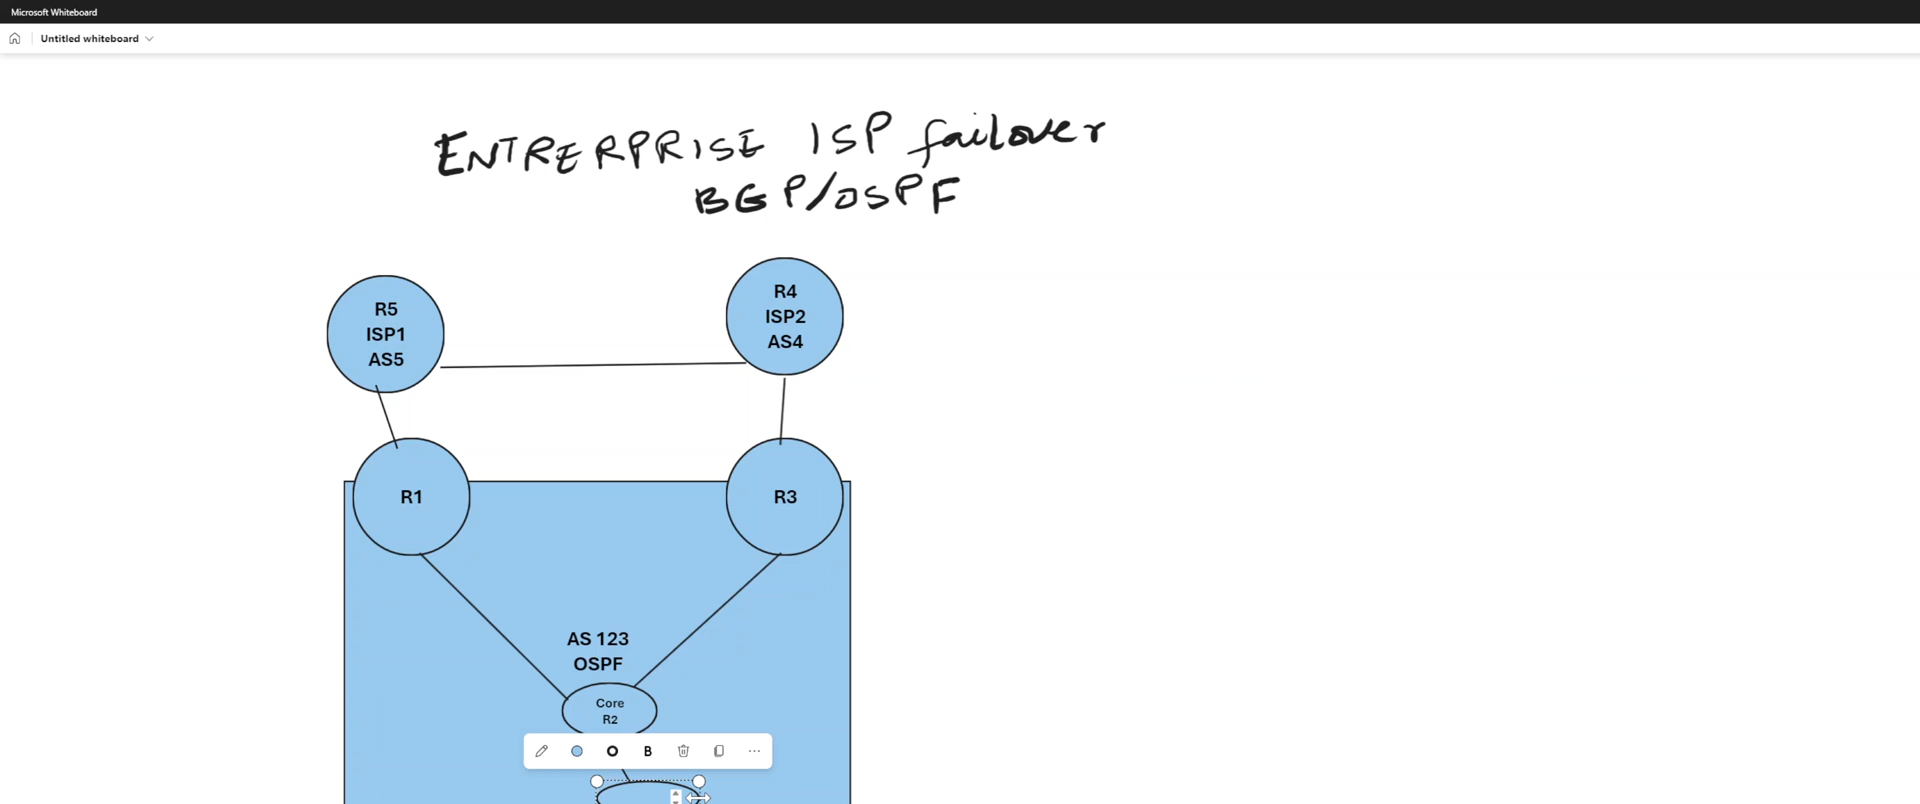 Microsoft Whiteboard
Untitled whiteboard
ENTRERPRISE ISP failover
BGP/OSPF
R5
ISP1
AS5
R4
ISP2
AS4
R1
R3
AS 123
OSPF
Core
R2
B